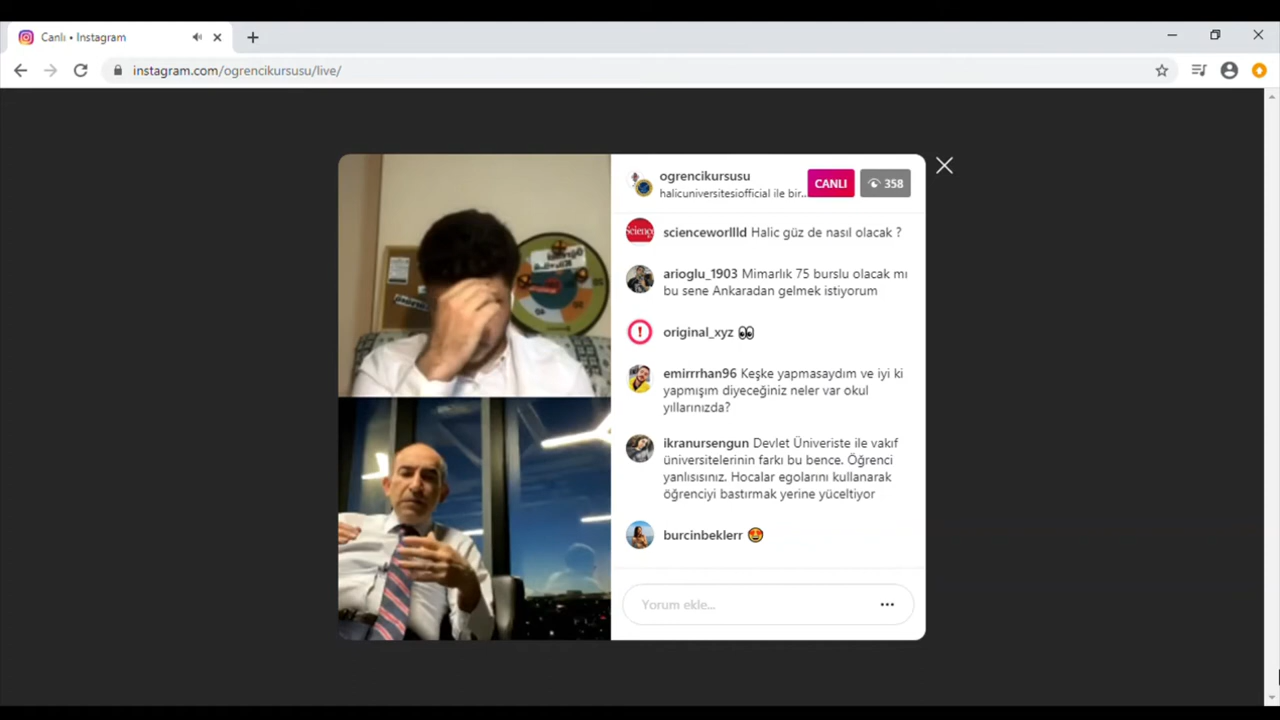 Canlı • Instagram
instagram.com/ogrencikursusu/live/
ogrencikursusu
halicuniversitesiofficial ile bir...
CANLI
358
scienceworllld Halic güz de nasıl olacak ?
arioglu_1903 Mimarlık 75 burslu olacak mı
bu sene Ankaradan gelmek istiyorum
original_xyz 👀
emirrrhan96 Keşke yapmasaydım ve iyi ki
yapmışım diyeceğiniz neler var okul
yıllarınızda?
ikranursengun Devlet Üniveriste ile vakıf
üniversitelerinin farkı bu bence. Öğrenci
yanlısısınız. Hocalar egolarını kullanarak
öğrenciyi bastırmak yerine yüceltiyor
burcinbeklerr 😍
Yorum ekle...